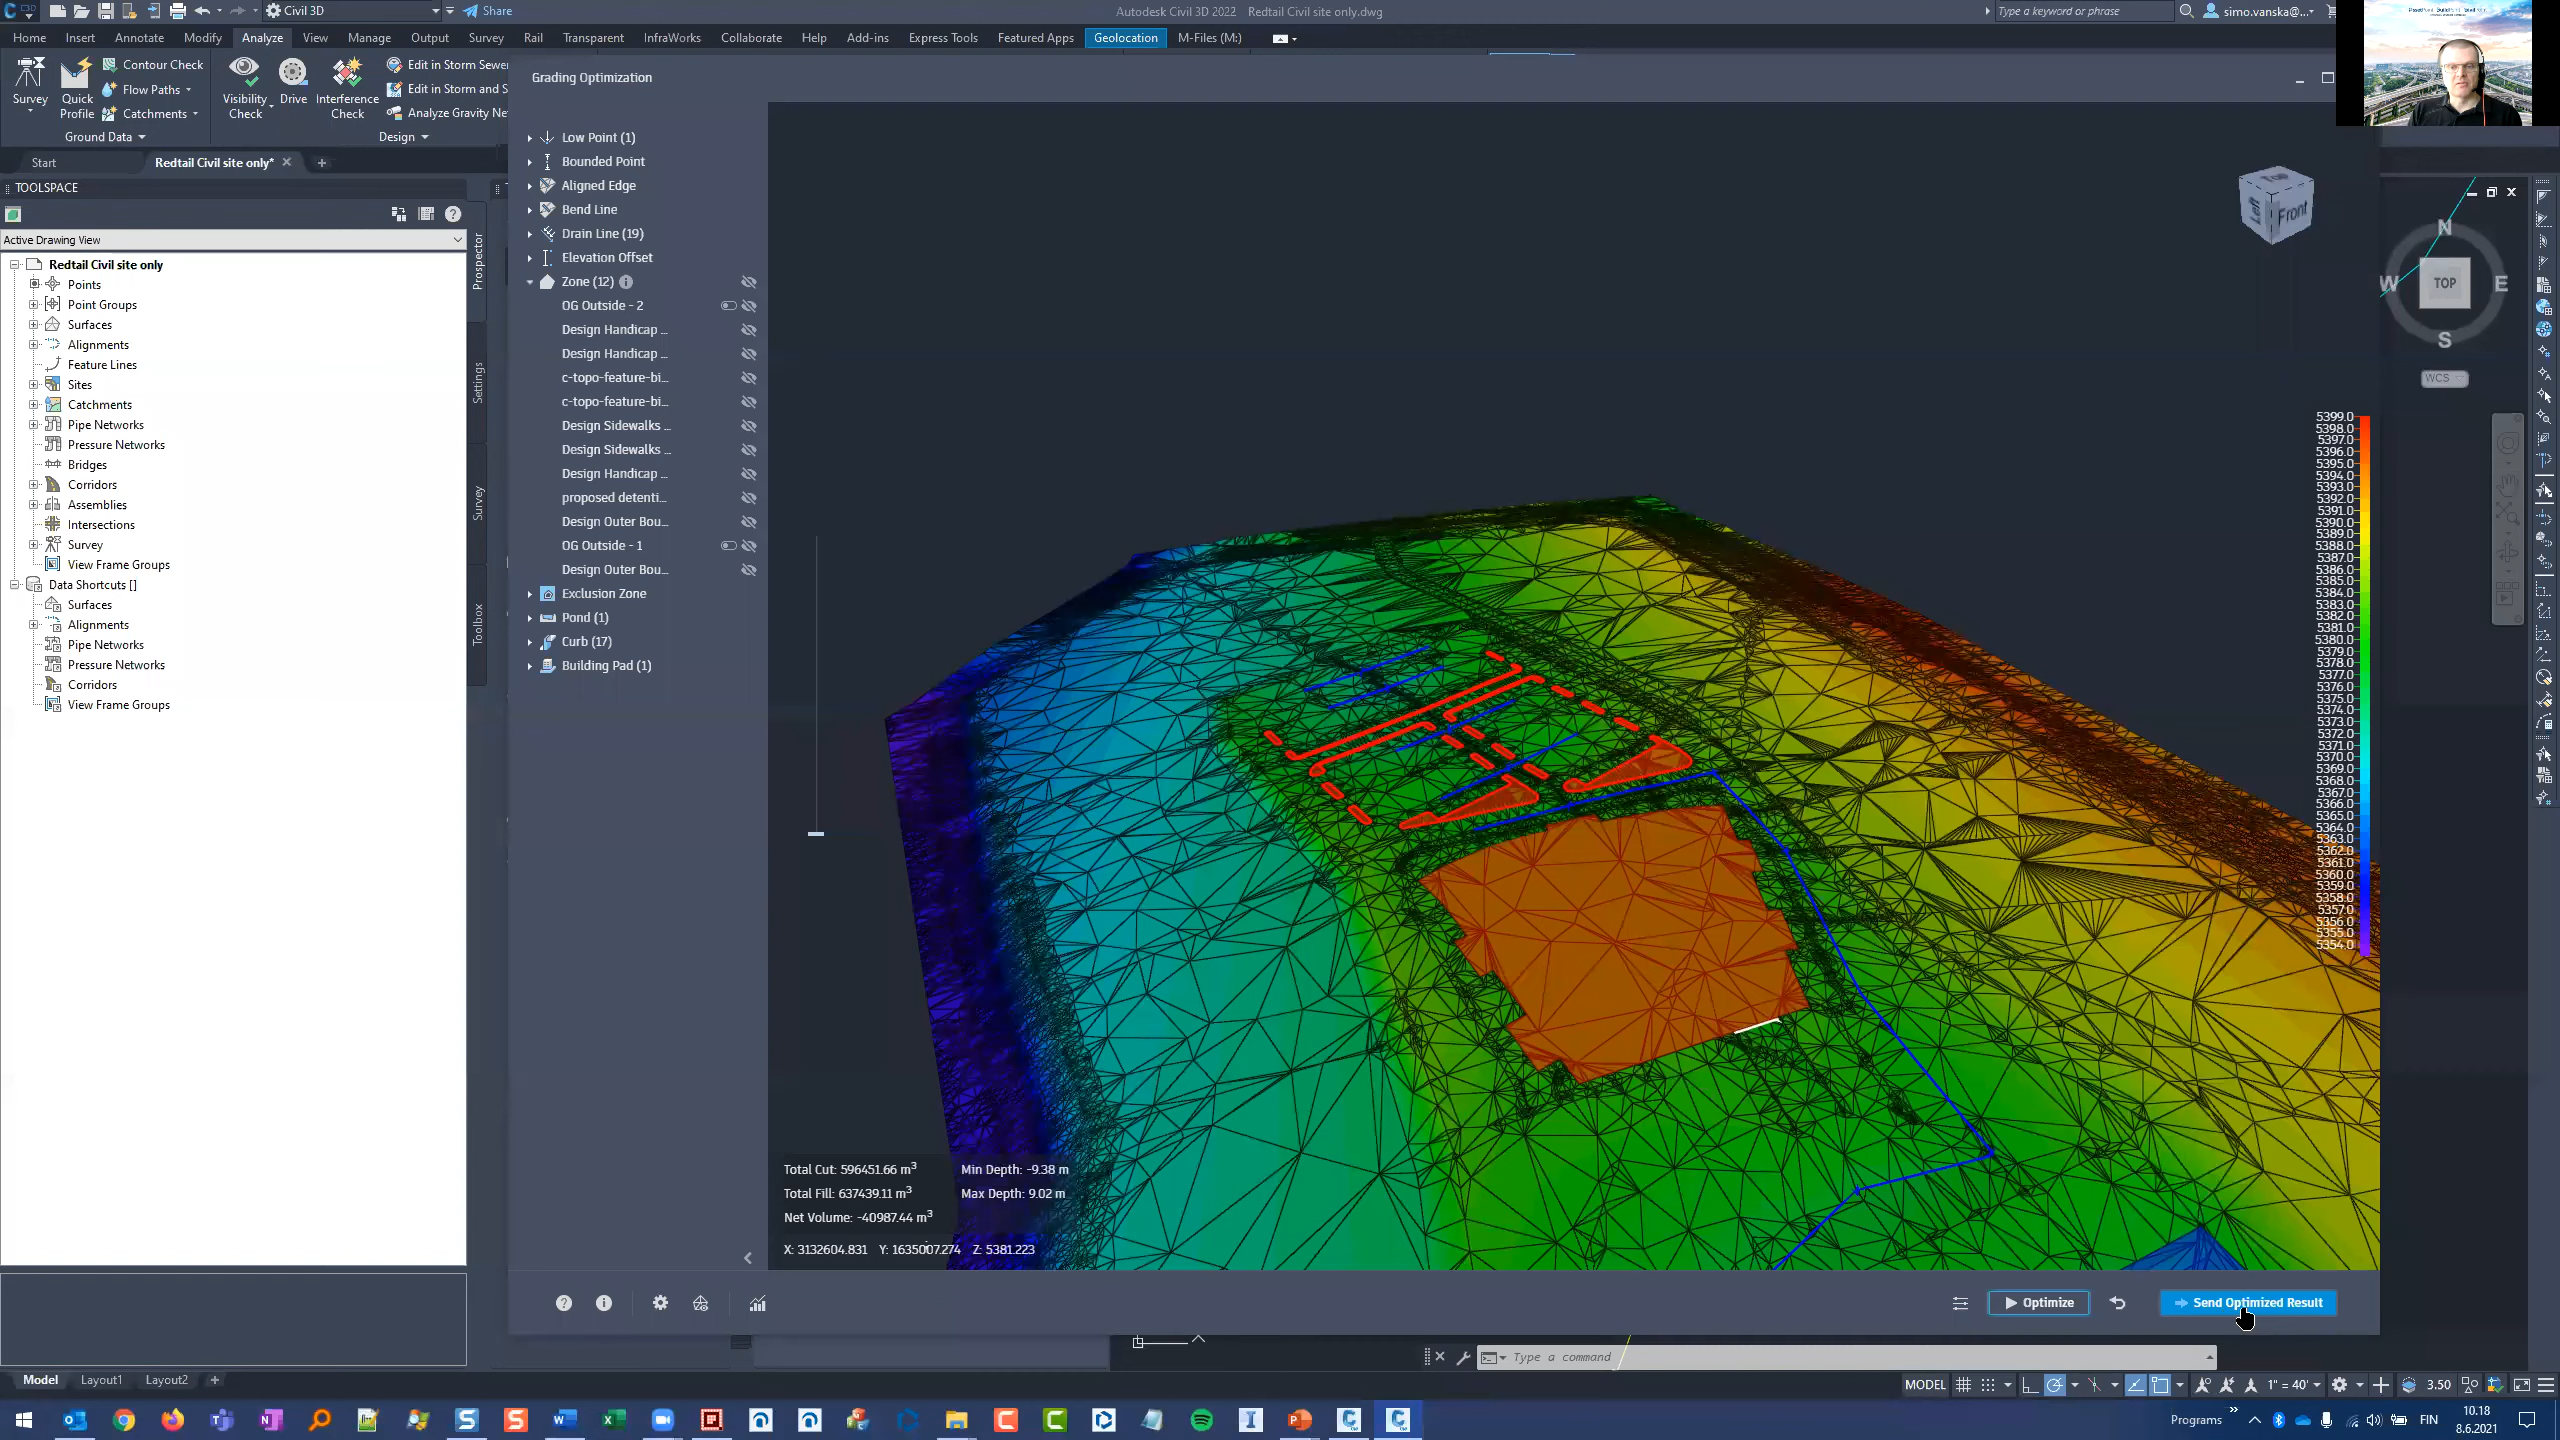 Civil 3D
Share
Autodesk Civil 3D 2022 Redtail Civil site only.dwg
Type a keyword or phrase
simo.vanska@...
Home Insert Annotate Modify Analyze View Manage Output Survey Rail Transparent InfraWorks Collaborate Help Add-ins Express Tools Featured Apps Geolocation M-Files (M:)
Survey
Quick Profile
Contour Check
Flow Paths
Catchments
Ground Data
Visibility Check
Drive
Interference Check
Edit in Storm Sewer
Edit in Storm and S
Analyze Gravity Ne
Design
Start
Redtail Civil site only*
TOOLSPACE
Active Drawing View
Redtail Civil site only
Points
Point Groups
Surfaces
Alignments
Feature Lines
Sites
Catchments
Pipe Networks
Pressure Networks
Bridges
Corridors
Assemblies
Intersections
Survey
View Frame Groups
Data Shortcuts []
Surfaces
Alignments
Pipe Networks
Pressure Networks
Corridors
View Frame Groups
Prospector
Settings
Survey
Toolbox
Grading Optimization
Low Point (1)
Bounded Point
Aligned Edge
Bend Line
Drain Line (19)
Elevation Offset
Zone (12)
OG Outside - 2
Design Handicap ...
Design Handicap ...
c-topo-feature-bi...
c-topo-feature-bi...
Design Sidewalks ...
Design Sidewalks ...
Design Handicap ...
proposed detenti...
Design Outer Bou...
OG Outside - 1
Design Outer Bou...
Exclusion Zone
Pond (1)
Curb (17)
Building Pad (1)
Top
Front
N
W
TOP
E
S
WCS
5399.0
5398.0
5397.0
5396.0
5395.0
5394.0
5393.0
5392.0
5391.0
5390.0
5389.0
5388.0
5387.0
5386.0
5385.0
5384.0
5383.0
5382.0
5381.0
5380.0
5379.0
5378.0
5377.0
5376.0
5375.0
5374.0
5373.0
5372.0
5371.0
5370.0
5369.0
5368.0
5367.0
5366.0
5365.0
5364.0
5363.0
5362.0
5361.0
5360.0
5359.0
5358.0
5357.0
5356.0
5355.0
5354.0
Total Cut: 596451.66 m³ Min Depth: -9.38 m
Total Fill: 637439.11 m³ Max Depth: 9.02 m
Net Volume: -40987.44 m³
X: 3132604.831 Y: 1635007.274 Z: 5381.223
Optimize
Send Optimized Result
Type a command
Model Layout1 Layout2
MODEL
1" = 40'
3.50
Programs
FIN
10.18
8.6.2021